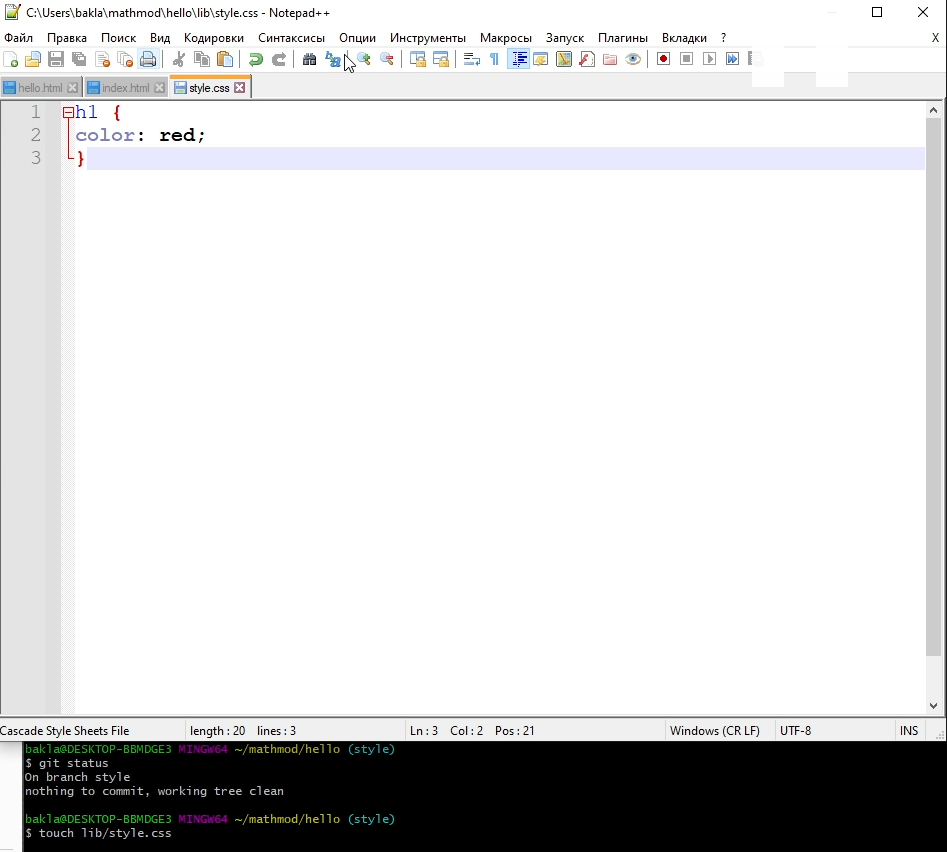 C:\Users\bakla\mathmod\hello\lib\style.css - Notepad++
Файл Правка Поиск Вид Кодировки Синтаксисы Опции Инструменты Макросы Запуск Плагины Вкладки ? X
hello.html index.html style.css
1 h1 {
2 color: red;
3 }
Cascade Style Sheets File length : 20 lines : 3 Ln : 3 Col : 2 Pos : 21 Windows (CR LF) UTF-8 INS
bakla@DESKTOP-BBMDGE3 MINGW64 ~/mathmod/hello (style)
$ git status
On branch style
nothing to commit, working tree clean
bakla@DESKTOP-BBMDGE3 MINGW64 ~/mathmod/hello (style)
$ touch lib/style.css